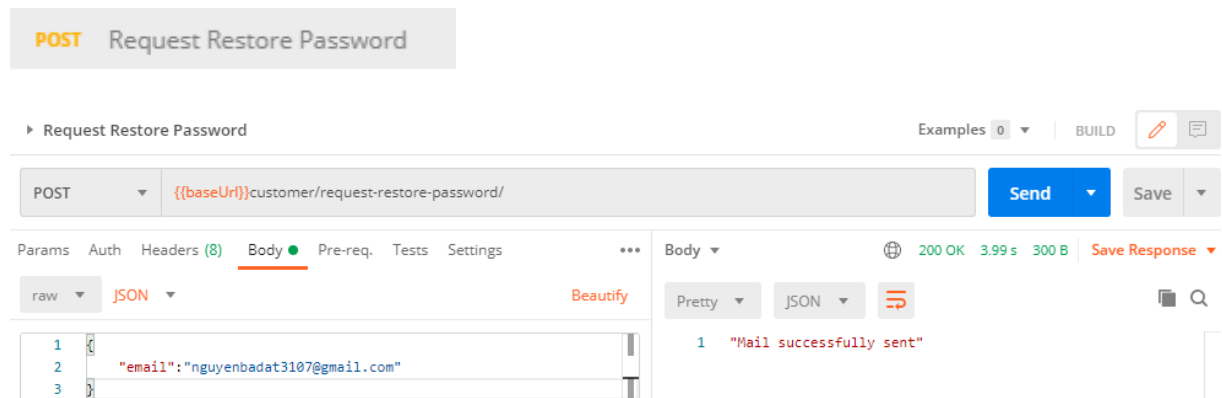 POST Request Restore Password
Request Restore Password Examples 0 BUILD
POST {{baseUrl}}customer/request-restore-password/ Send Save
Params Auth Headers (8) Body Pre-req. Tests Settings ••• Body 200 OK 3.99 s 300 B Save Response
raw JSON Beautify Pretty JSON
1 { 1 "Mail successfully sent"
2 "email":"nguyenbadat3107@gmail.com"
3 }